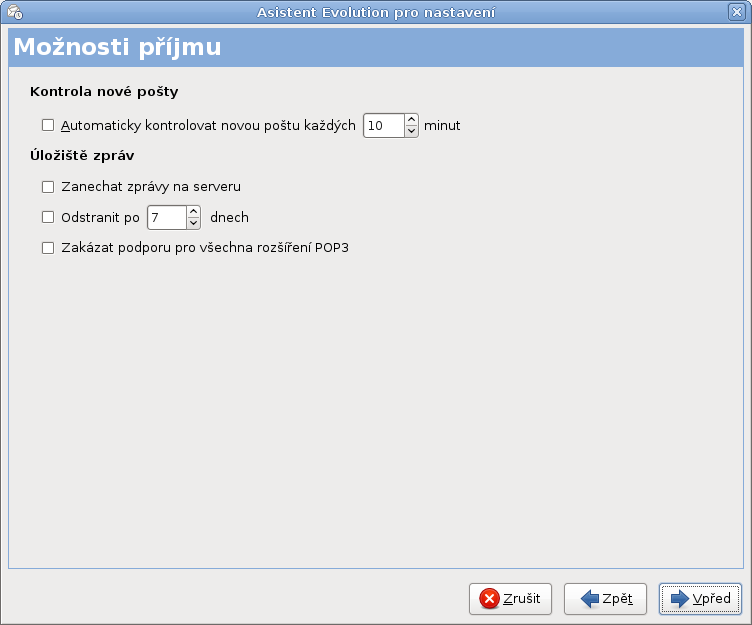 Asistent Evolution pro nastavení
Možnosti příjmu
Kontrola nové pošty
Automaticky kontrolovat novou poštu každých 10 minut
Úložiště zpráv
Zanechat zprávy na serveru
Odstranit po 7 dnech
Zakázat podporu pro všechna rozšíření POP3
Zrušit Zpět Vpřed